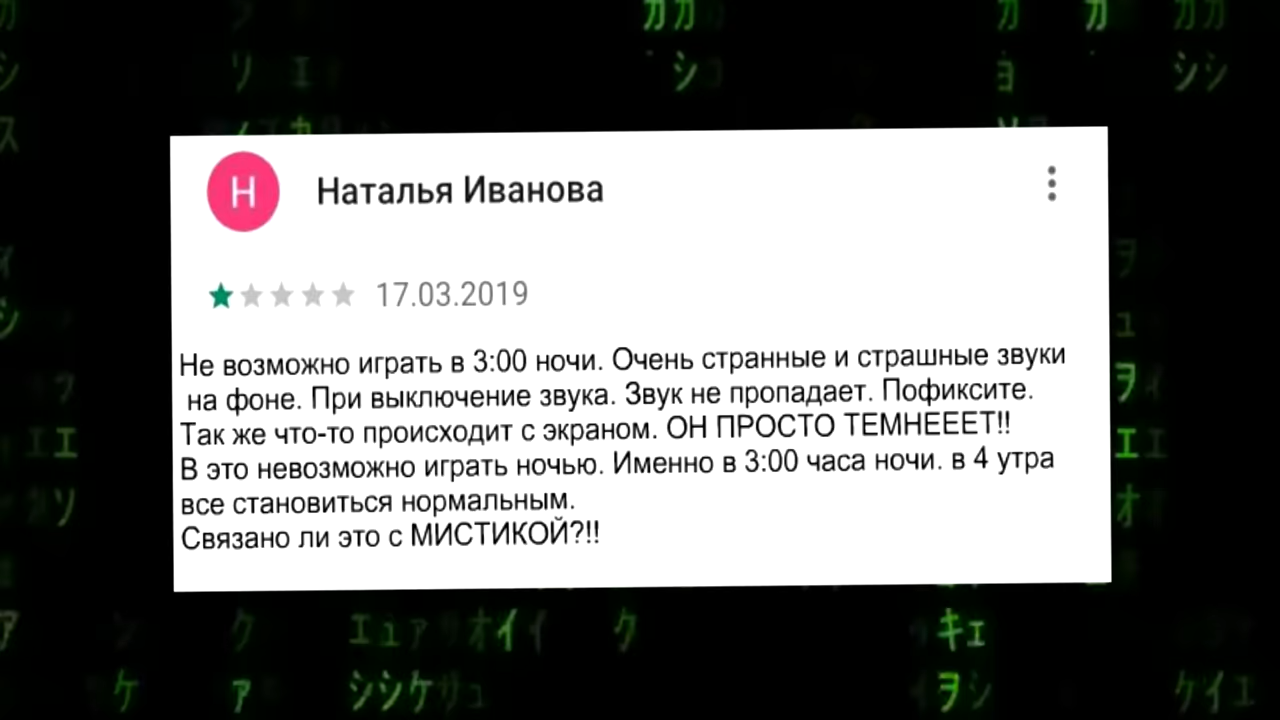 Н
Наталья Иванова
17.03.2019
Не возможно играть в 3:00 ночи. Очень странные и страшные звуки
на фоне. При выключение звука. Звук не пропадает. Пофиксите.
Так же что-то происходит с экраном. ОН ПРОСТО ТЕМНЕЕЕТ!!
В это невозможно играть ночью. Именно в 3:00 часа ночи. в 4 утра
все становиться нормальным.
Связано ли это с МИСТИКОЙ?!!